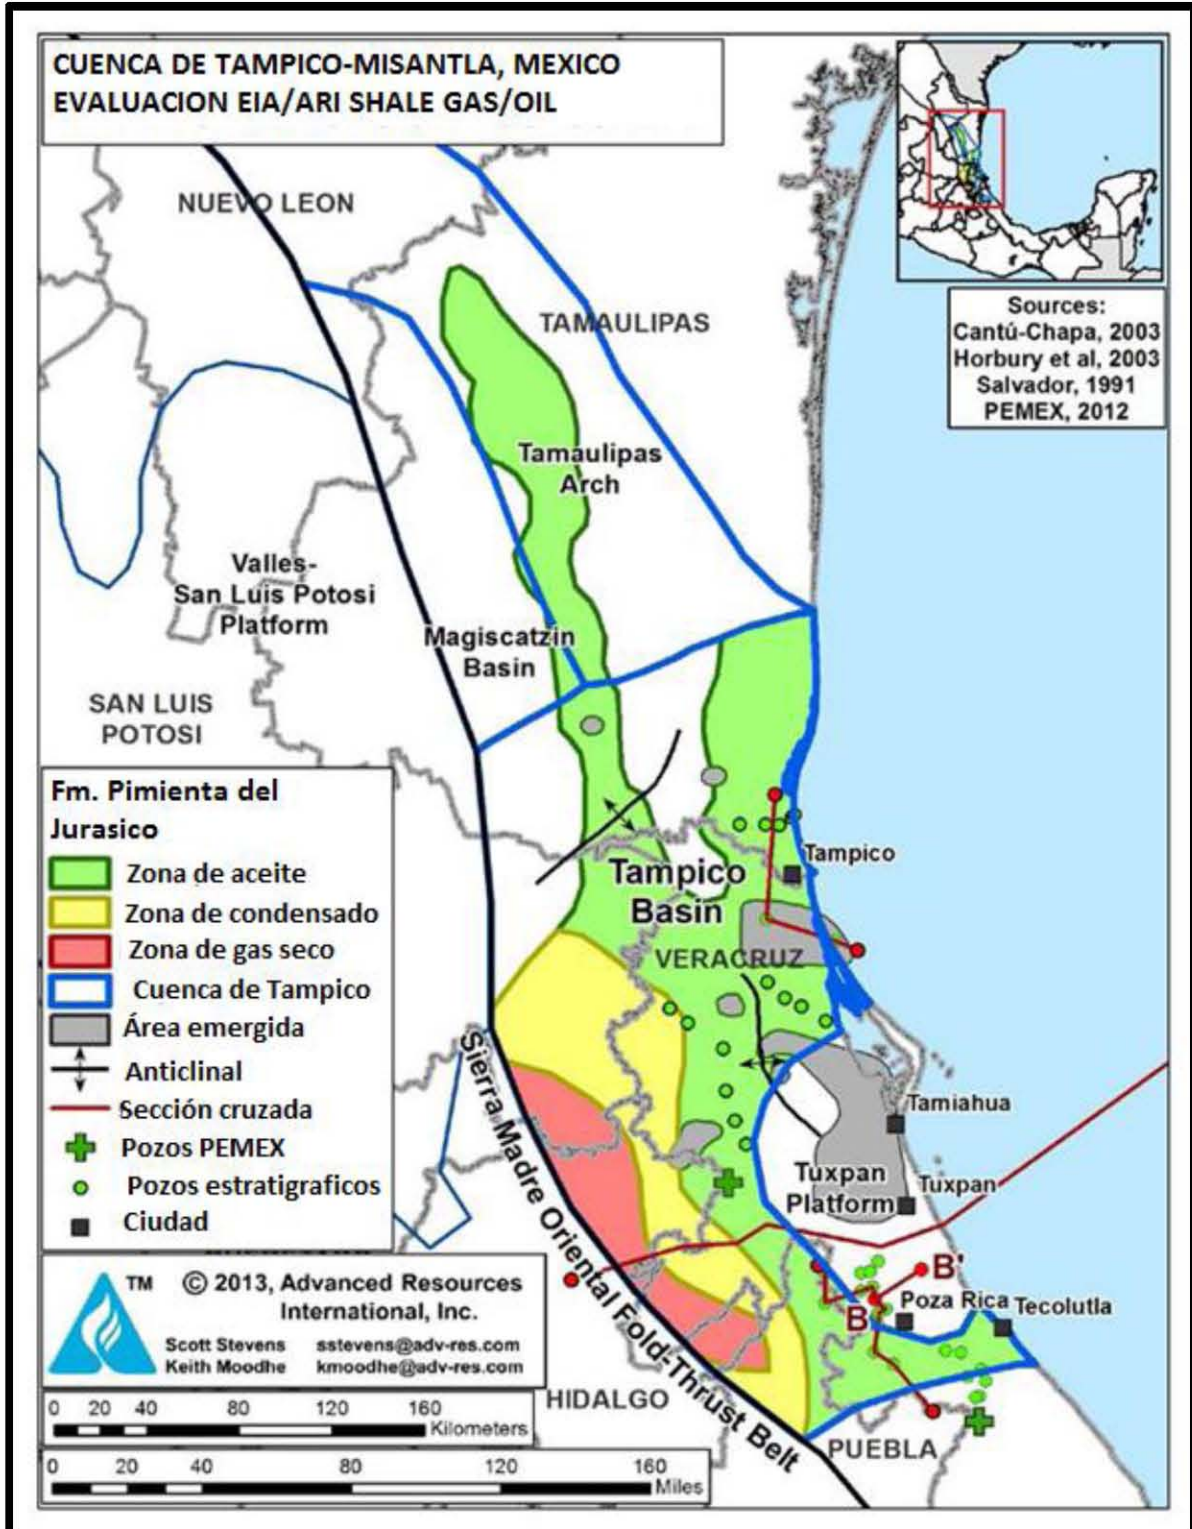 CUENCA DE TAMPICO-MISANTLA, MEXICO
EVALUACION EIA/ARI SHALE GAS/OIL
NUEVO LEON
TAMAULIPAS
Sources:
Cantú-Chapa, 2003
Horbury et al, 2003
Salvador, 1991
PEMEX, 2012
Tamaulipas
Arch
Valles-
San Luis Potosi
Platform
Magiscatzin
Basin
SAN LUIS
POTOSI
Fm. Pimienta del
Jurasico
Zona de aceite
Zona de condensado
Zona de gas seco
Cuenca de Tampico
Área emergida
Anticlinal
Sección cruzada
Pozos PEMEX
Pozos estratigraficos
Ciudad
Tampico
Tampico
Basin
VERACRUZ
Tamiahua
Tuxpan
Platform
Tuxpan
Sierra Madre Oriental Fold-Thrust Belt
B'
B
Poza Rica
Tecolutla
HIDALGO
PUEBLA
TM
© 2013, Advanced Resources
International, Inc.
Scott Stevens sstevens@adv-res.com
Keith Moodhe kmoodhe@adv-res.com
0 20 40 80 120 160
Kilometers
0 20 40 80 120 160
Miles